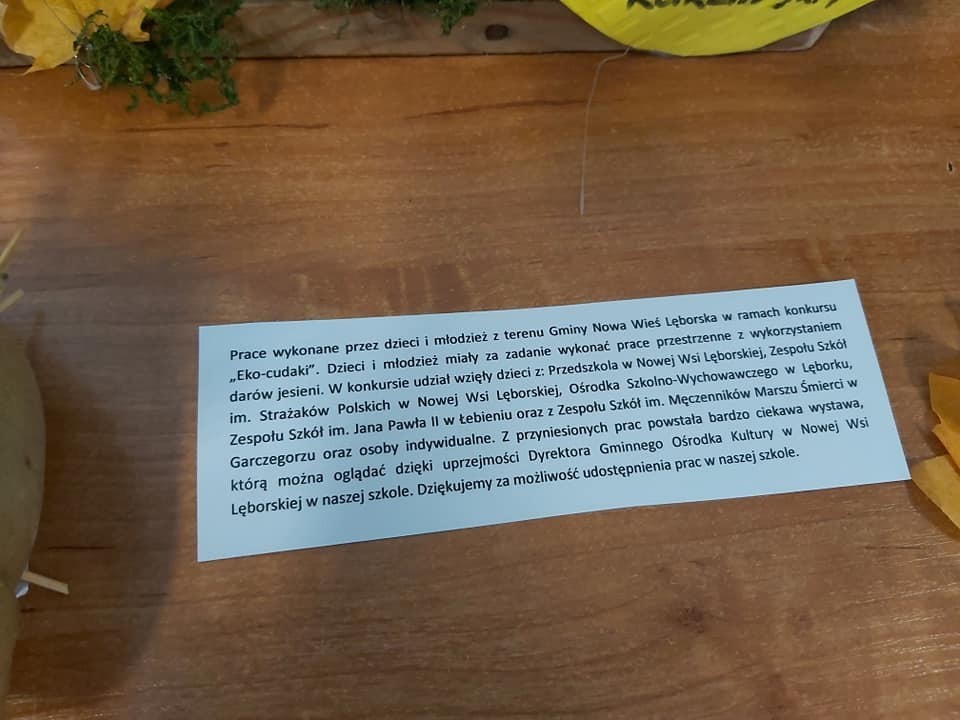 Prace wykonane przez dzieci i młodzież z terenu Gminy Nowa Wieś Lęborska w ramach konkursu
„Eko-cudaki”. Dzieci i młodzież miały za zadanie wykonać prace przestrzenne z wykorzystaniem
darów jesieni. W konkursie udział wzięły dzieci z: Przedszkola w Nowej Wsi Lęborskiej, Zespołu Szkół
im. Strażaków Polskich w Nowej Wsi Lęborskiej, Ośrodka Szkolno-Wychowawczego w Lęborku,
Zespołu Szkół im. Jana Pawła II w Łebieniu oraz z Zespołu Szkół im. Męczenników Marszu Śmierci w
Garczegorzu oraz osoby indywidualne. Z przyniesionych prac powstała bardzo ciekawa wystawa,
którą można oglądać dzięki uprzejmości Dyrektora Gminnego Ośrodka Kultury w Nowej Wsi
Lęborskiej w naszej szkole. Dziękujemy za możliwość udostępnienia prac w naszej szkole.